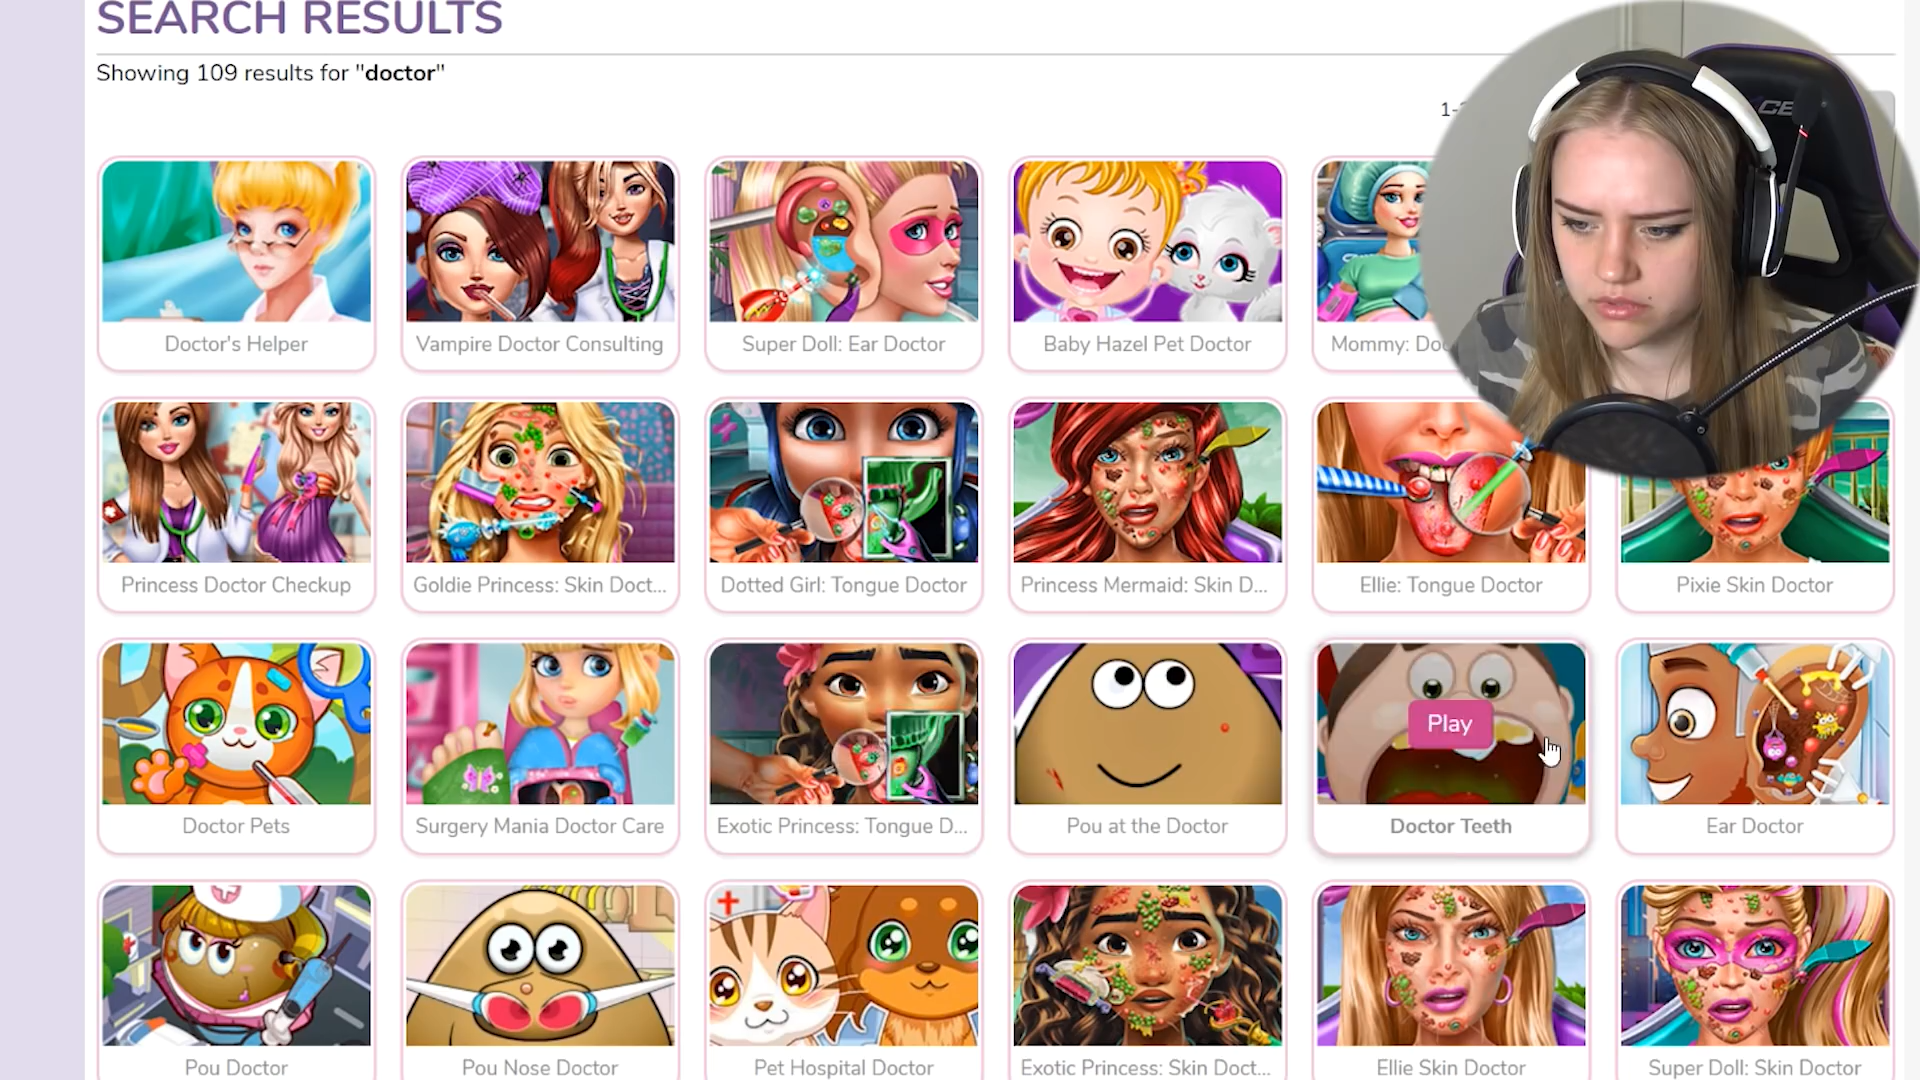 SEARCH RESULTS
Showing 109 results for "doctor"
1-
CE
Doctor's Helper
Vampire Doctor Consulting
Super Doll: Ear Doctor
Baby Hazel Pet Doctor
Mommy: Do
Princess Doctor Checkup
Goldie Princess: Skin Doct...
Dotted Girl: Tongue Doctor
Princess Mermaid: Skin D...
Ellie: Tongue Doctor
Pixie Skin Doctor
Play
Doctor Pets
Surgery Mania Doctor Care
Exotic Princess: Tongue D...
Pou at the Doctor
Doctor Teeth
Ear Doctor
Pou Doctor
Pou Nose Doctor
Pet Hospital Doctor
Exotic Princess: Skin Doct...
Ellie Skin Doctor
Super Doll: Skin Doctor